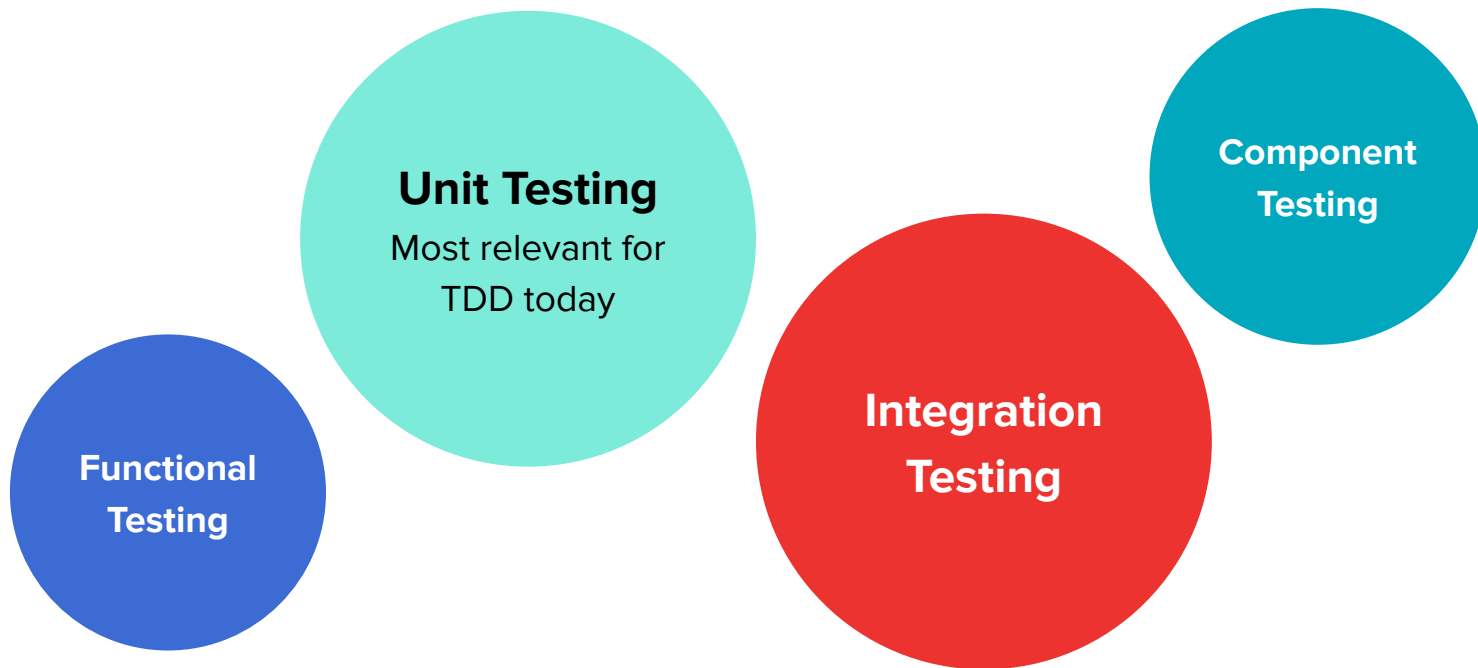 Unit Testing
Most relevant for
TDD today
Component
Testing
Integration
Testing
Functional
Testing